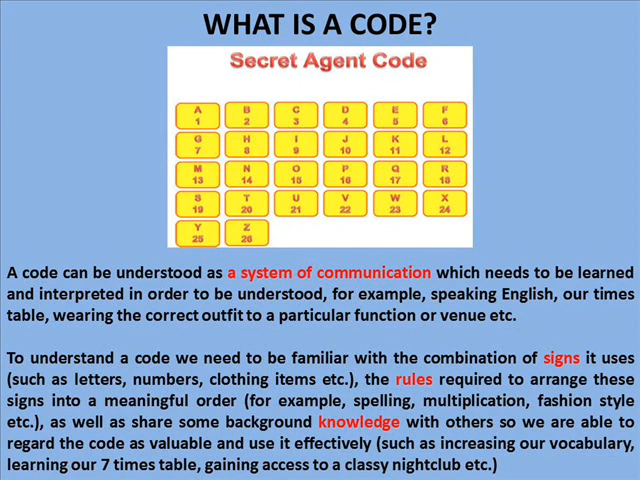 WHAT IS A CODE?
Secret Agent Code
A B C D E F
1 2 3 4 5 6
G H I J K L
7 8 9 10 11 12
M N O P Q R
13 14 15 16 17 18
S T U V W X
19 20 21 22 23 24
Y Z
25 26
A code can be understood as a system of communication which needs to be learned
and interpreted in order to be understood, for example, speaking English, our times
table, wearing the correct outfit to a particular function or venue etc.
To understand a code we need to be familiar with the combination of signs it uses
(such as letters, numbers, clothing items etc.), the rules required to arrange these
signs into a meaningful order (for example, spelling, multiplication, fashion style
etc.), as well as share some background knowledge with others so we are able to
regard the code as valuable and use it effectively (such as increasing our vocabulary,
learning our 7 times table, gaining access to a classy nightclub etc.)